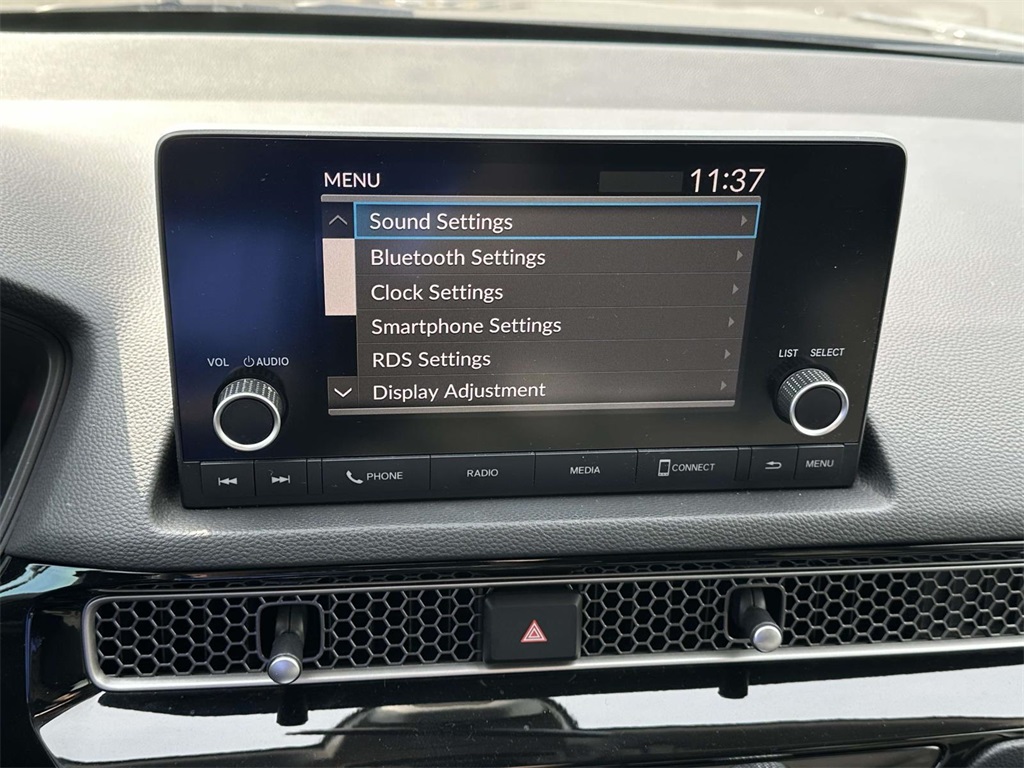 MENU 11:37
Sound Settings
Bluetooth Settings
Clock Settings
Smartphone Settings
RDS Settings
Display Adjustment
VOL AUDIO
LIST SELECT
PHONE RADIO MEDIA CONNECT MENU